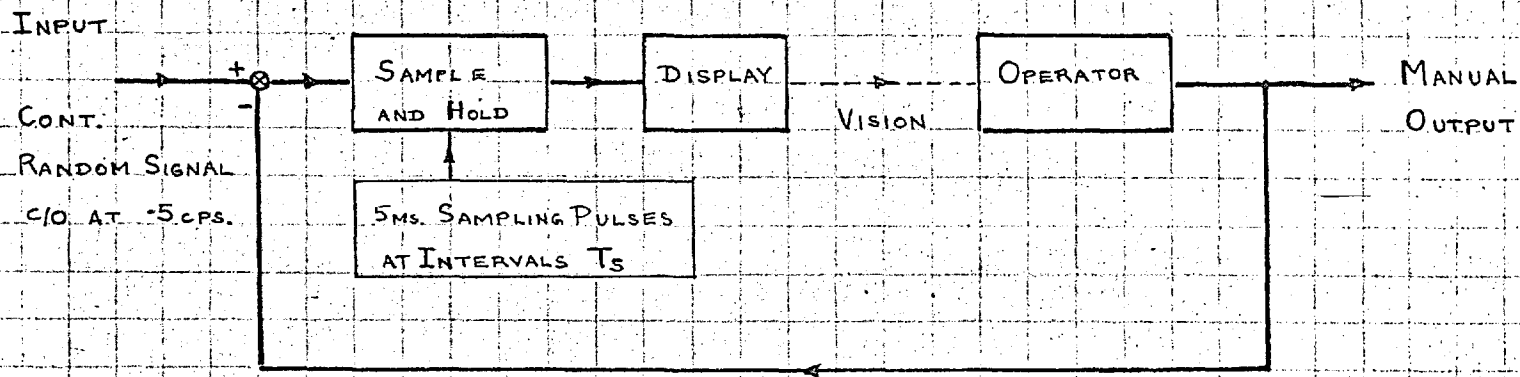 INPUT
CONT.
RANDOM SIGNAL
C/O AT ·5 CPS.
+
-
SAMPLE
AND HOLD
5MS. SAMPLING PULSES
AT INTERVALS TS
DISPLAY
VISION
OPERATOR
MANUAL
OUTPUT